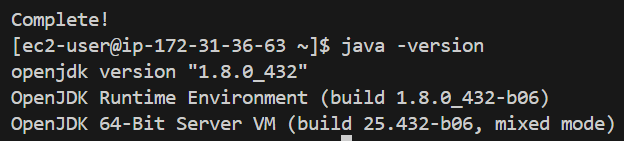 Complete!
[ec2-user@ip-172-31-36-63 ~]$ java -version
openjdk version "1.8.0_432"
OpenJDK Runtime Environment (build 1.8.0_432-b06)
OpenJDK 64-Bit Server VM (build 25.432-b06, mixed mode)